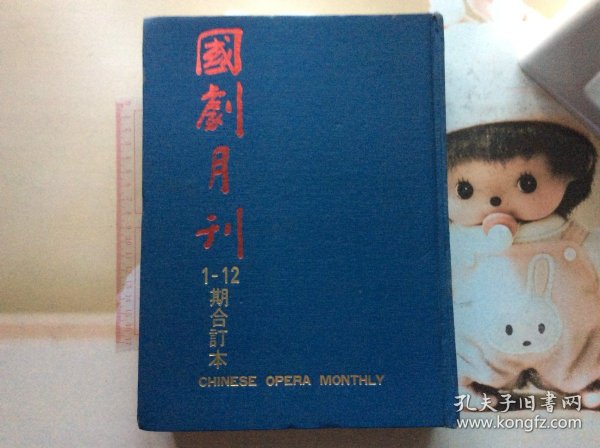 國劇月刊
1-12
期合訂本
CHINESE OPERA MONTHLY
孔夫子旧书网
www.kongfz.com